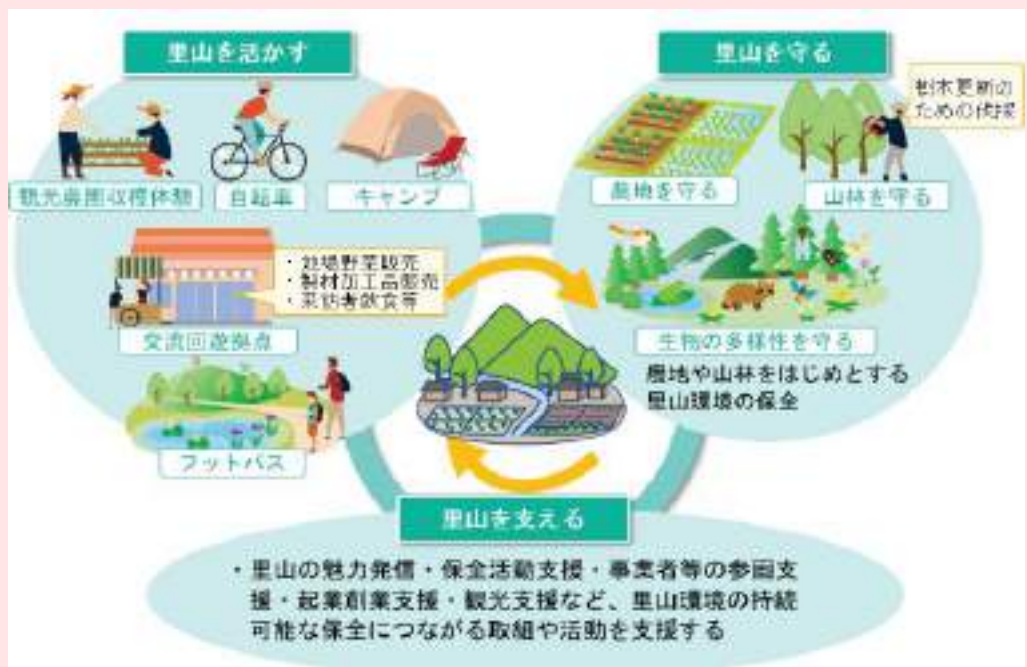 里山を活かす
観光農園収穫体験
自転車
キャンプ
・地場野菜販売
・製材加工品販売
・来訪者飲食等
交流回遊拠点
フットパス
里山を守る
樹木更新の
ための伐採
農地を守る
山林を守る
生物の多様性を守る
農地や山林をはじめとする
里山環境の保全
里山を支える
・里山の魅力発信・保全活動支援・事業者等の参画支
援・起業創業支援・観光支援など、里山環境の持続
可能な保全につながる取組や活動を支援する